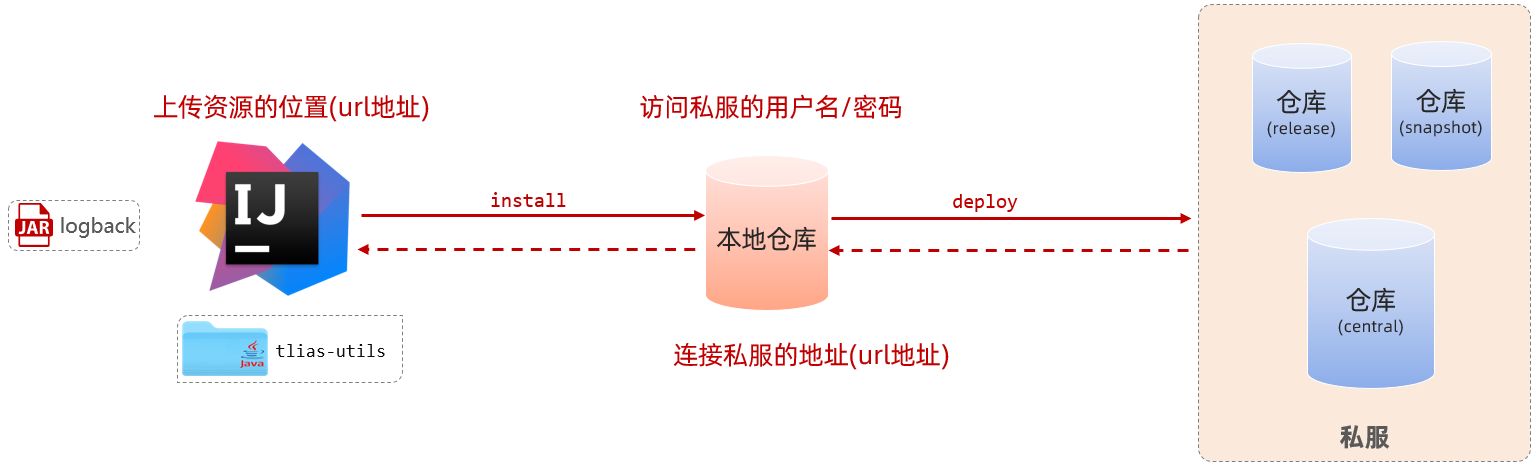 上传资源的位置(url地址)
访问私服的用户名/密码
仓库
(release)
仓库
(snapshot)
IJ
JAR
logback
install
deploy
本地仓库
仓库
(central)
Java
tlias-utils
连接私服的地址(url地址)
私服